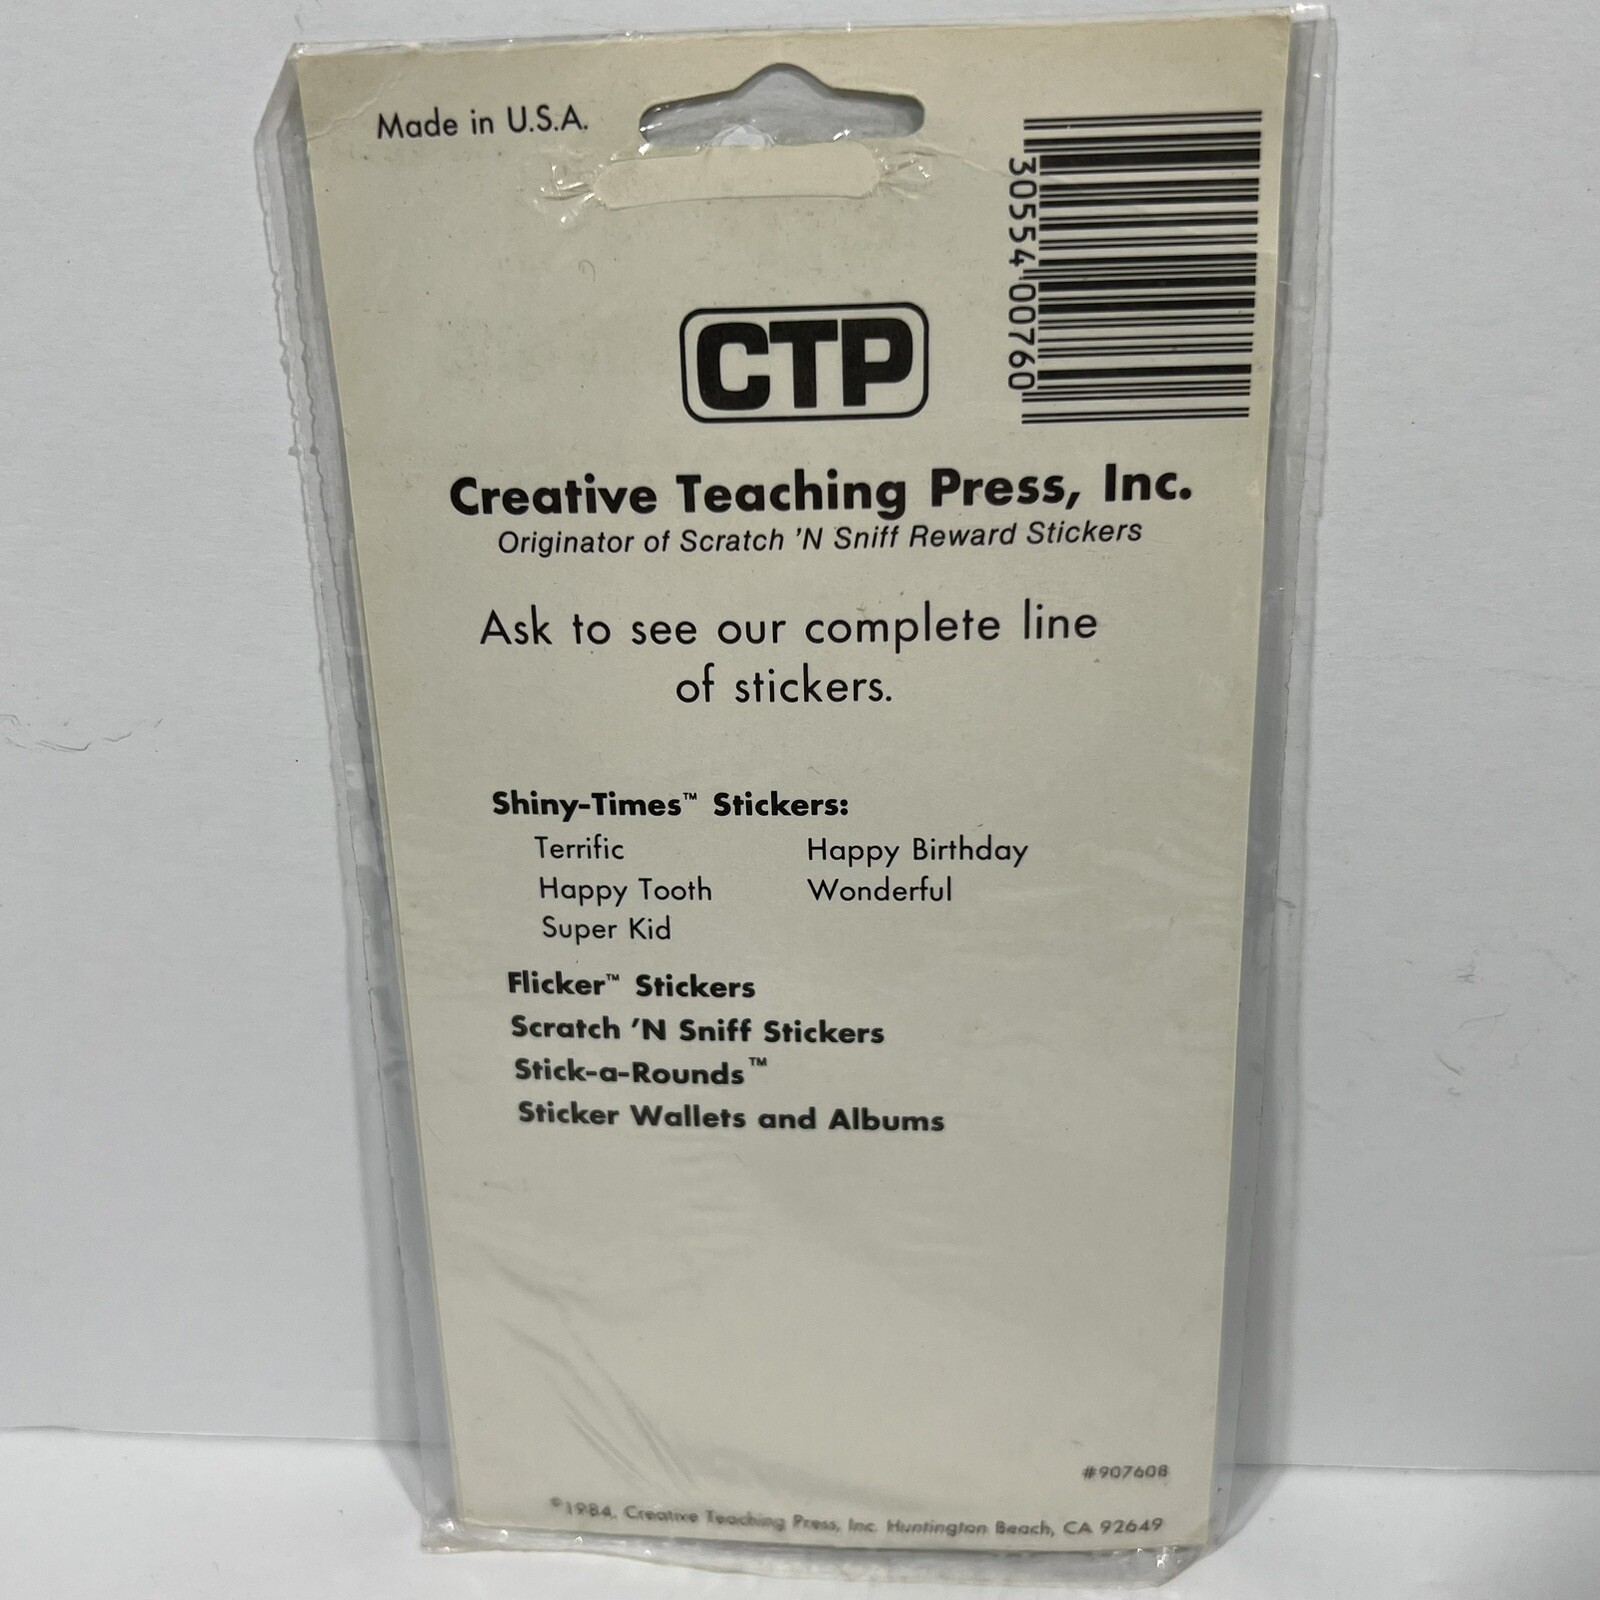 Made in U.S.A.
30554 00760
CTP
Creative Teaching Press, Inc.
Originator of Scratch 'N Sniff Reward Stickers
Ask to see our complete line
of stickers.
Shiny-Times™ Stickers:
Terrific
Happy Tooth
Super Kid
Happy Birthday
Wonderful
Flicker™ Stickers
Scratch 'N Sniff Stickers
Stick-a-Rounds™
Sticker Wallets and Albums
#907608
©1984, Creative Teaching Press, Inc. Huntington Beach, CA 92649